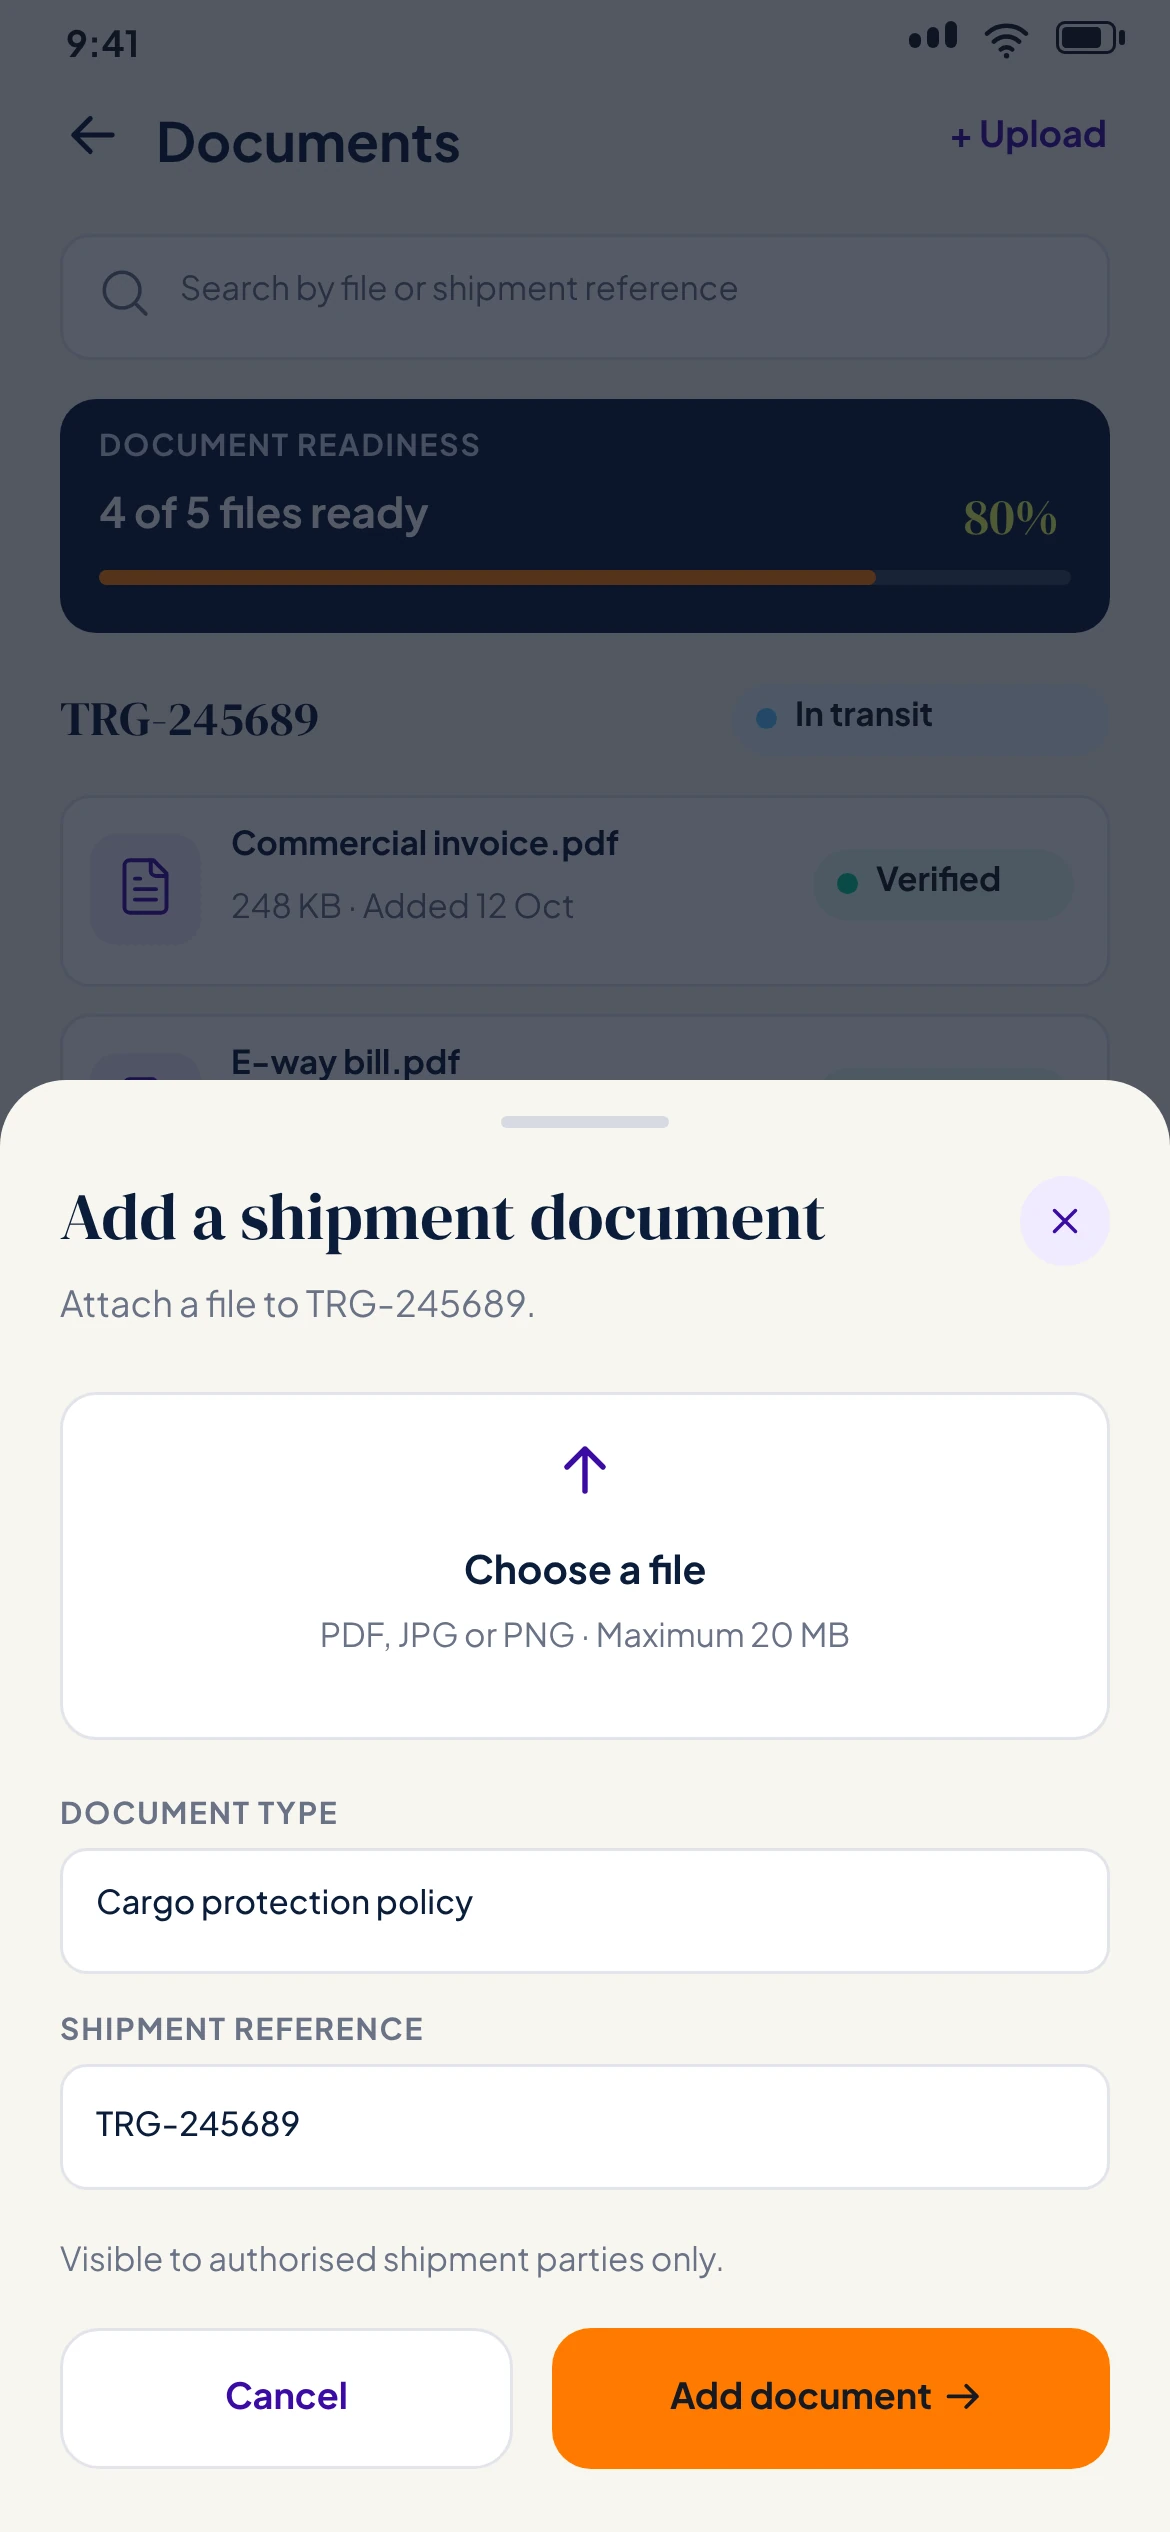 9:41
Documents
+ Upload
Search by file or shipment reference
DOCUMENT READINESS
4 of 5 files ready
80%
TRG-245689
In transit
Commercial invoice.pdf
248 KB · Added 12 Oct
Verified
E-way bill.pdf
Add a shipment document
Attach a file to TRG-245689.
Choose a file
PDF, JPG or PNG · Maximum 20 MB
DOCUMENT TYPE
Cargo protection policy
SHIPMENT REFERENCE
TRG-245689
Visible to authorised shipment parties only.
Cancel
Add document →